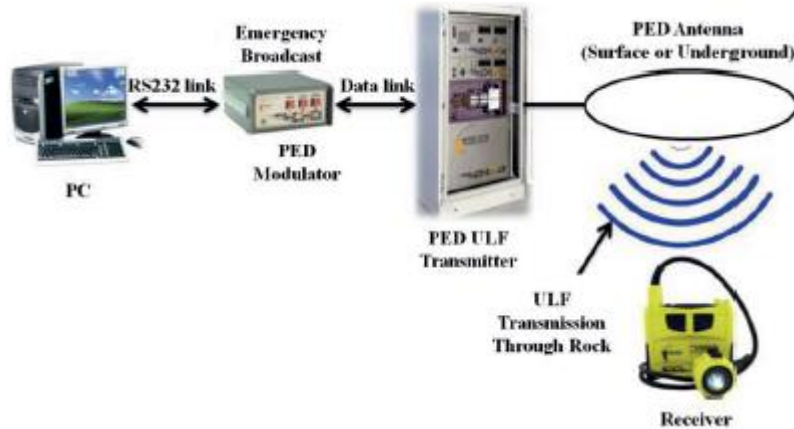 Emergency
Broadcast
PED Antenna
(Surface or Underground)
RS232 link
Data link
PC
PED
Modulator
PED ULF
Transmitter
ULF
Transmission
Through Rock
Receiver